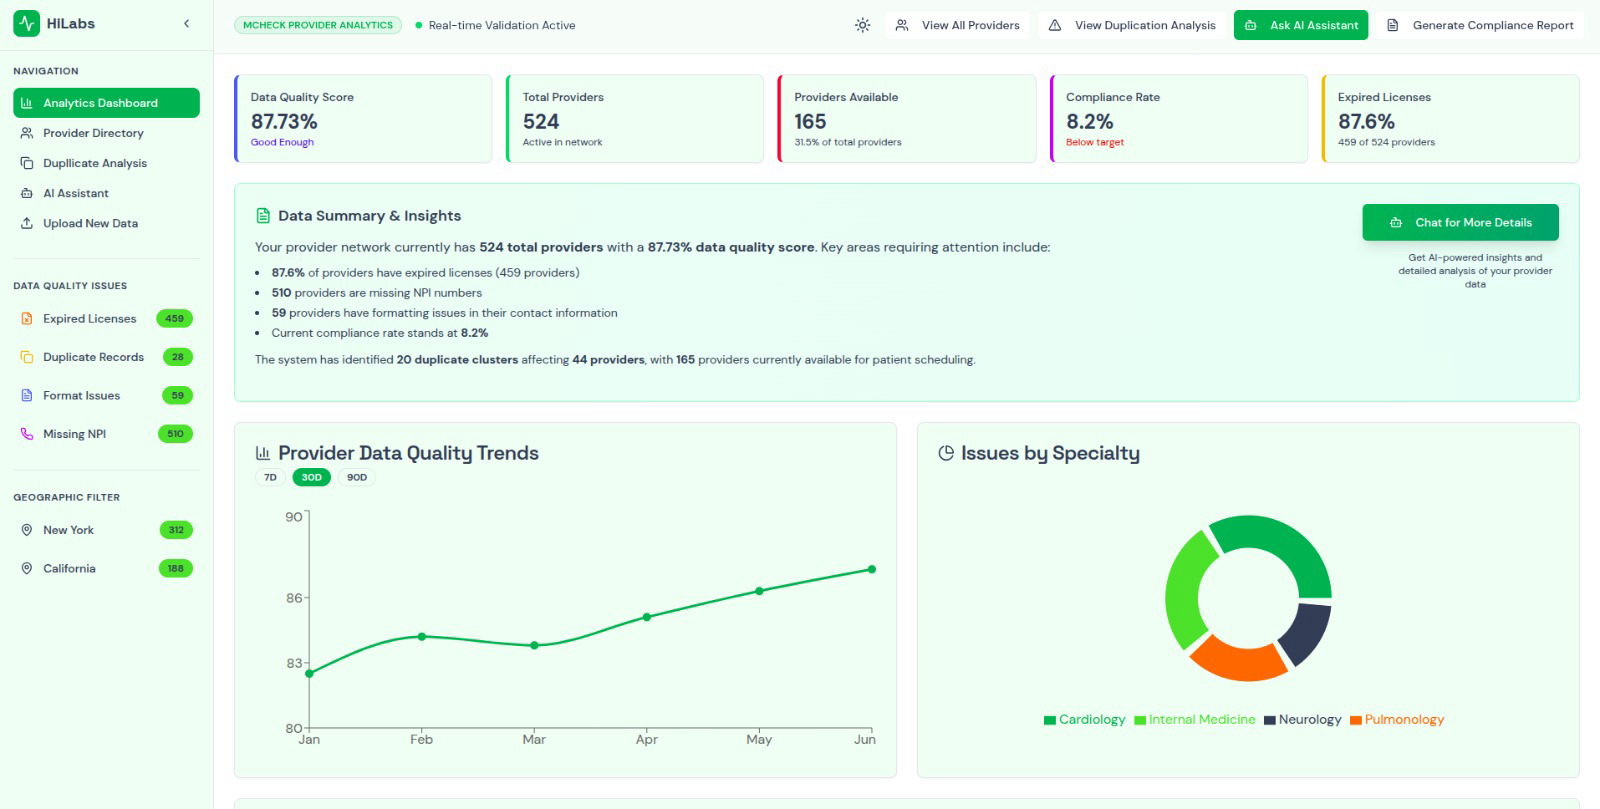 HiLabs
NAVIGATION
Analytics Dashboard
Provider Directory
Dupllicate Analysis
AI Assistant
Upload New Data
DATA QUALITY ISSUES
Expired Licenses 459
Duplicate Records 28
Format Issues 59
Missing NPI 510
GEOGRAPHIC FILTER
New York 312
California 188
MCHECK PROVIDER ANALYTICS Real-time Validation Active
View All Providers View Duplication Analysis Ask AI Assistant Generate Compliance Report
Data Quality Score
87.73%
Good Enough
Total Providers
524
Active in network
Providers Available
165
31.5% of total providers
Compliance Rate
8.2%
Below target
Expired Licenses
87.6%
459 of 524 providers
Data Summary & Insights
Your provider network currently has 524 total providers with a 87.73% data quality score. Key areas requiring attention include:
• 87.6% of providers have expired licenses (459 providers)
• 510 providers are missing NPI numbers
• 59 providers have formatting issues in their contact information
• Current compliance rate stands at 8.2%
The system has identified 20 duplicate clusters affecting 44 providers, with 165 providers currently available for patient scheduling.
Chat for More Details
Get AI-powered insights and
detailed analysis of your provider
data
Provider Data Quality Trends
7D 30D 90D
90
86
83
80
Jan Feb Mar Apr May Jun
Issues by Specialty
Cardiology Internal Medicine Neurology Pulmonology